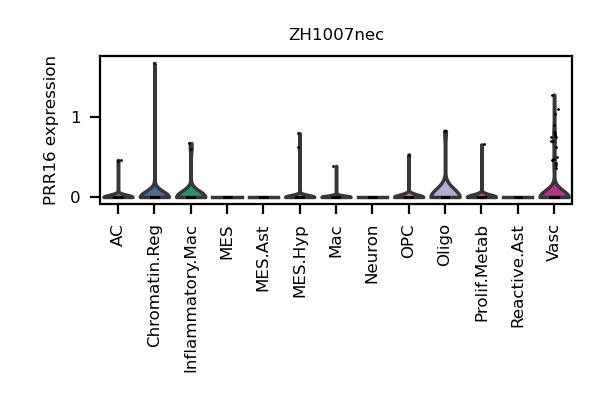 ZH1007nec
PRR16 expression
1
0
AC
Chromatin.Reg
Inflammatory.Mac
MES
MES.Ast
MES.Hyp
Mac
Neuron
OPC
Oligo
Prolif.Metab
Reactive.Ast
Vasc